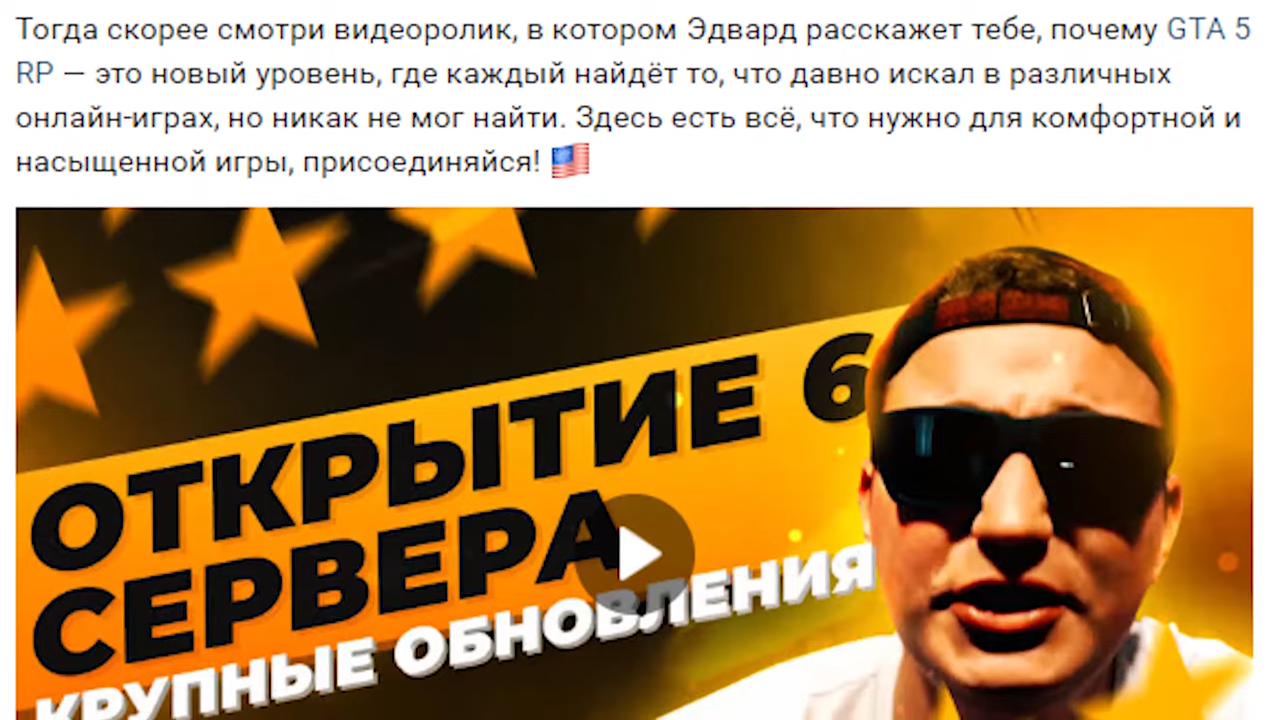 Тогда скорее смотри видеоролик, в котором Эдвард расскажет тебе, почему GTA 5
RP — это новый уровень, где каждый найдёт то, что давно искал в различных
онлайн-играх, но никак не мог найти. Здесь есть всё, что нужно для комфортной и
насыщенной игры, присоединяйся! 🇺🇸
ОТКРЫТИЕ 6
СЕРВЕРА
КРУПНЫЕ ОБНОВЛЕНИЯ